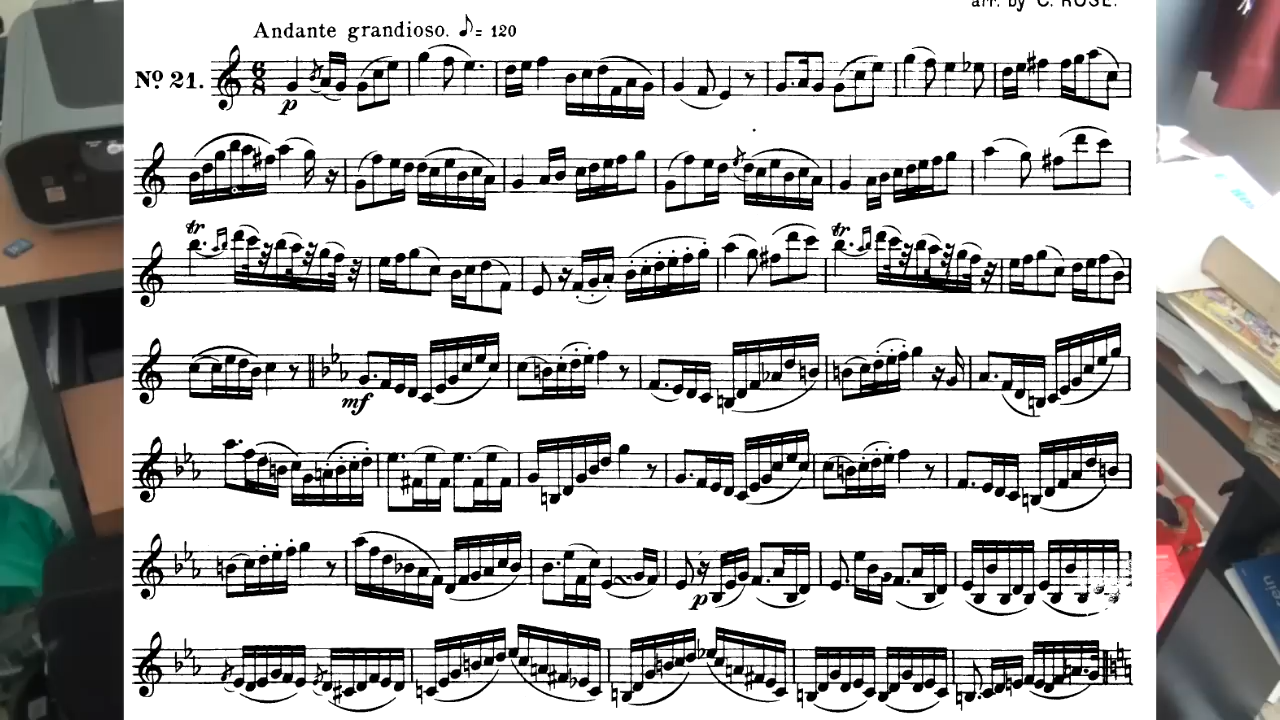 arr. by C. ROSE.
Andante grandioso. ♪= 120
Nº 21.
p
tr
tr
mf
p